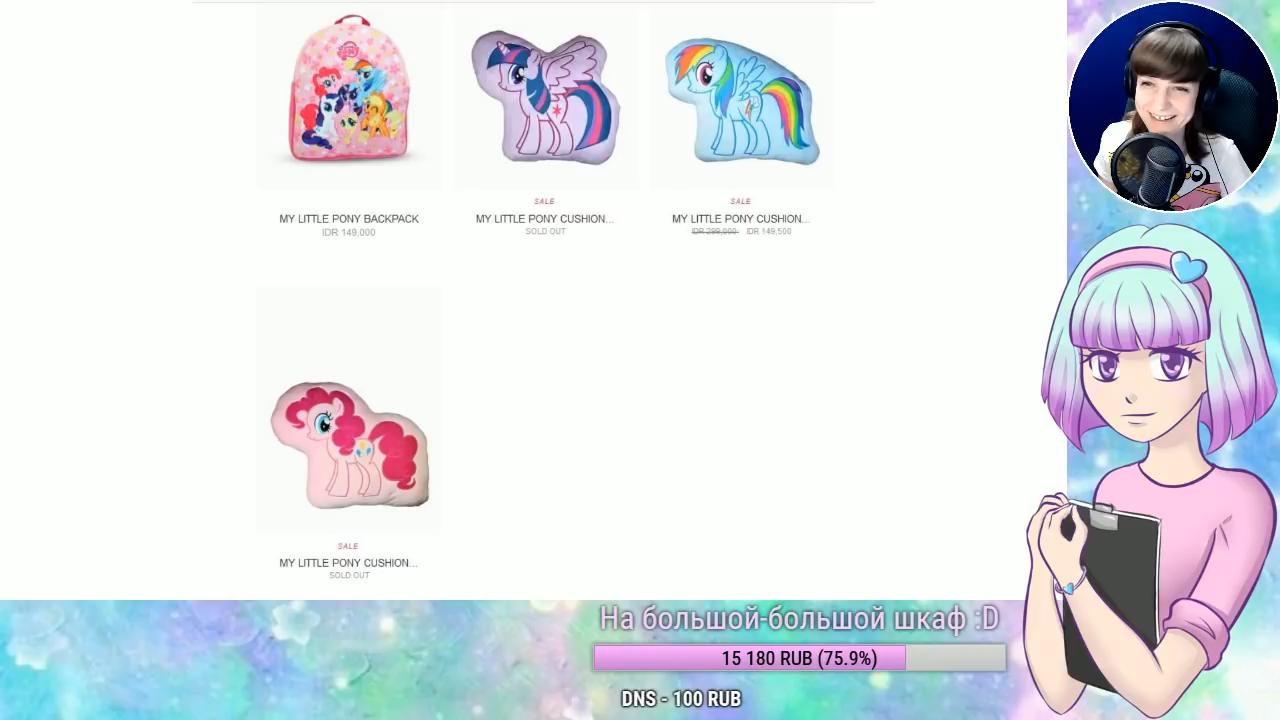 SALE
SALE
MY LITTLE PONY BACKPACK
MY LITTLE PONY CUSHION...
MY LITTLE PONY CUSHION...
IDR 149,000
SOLD OUT
IDR 299,000 IDR 149,500
SALE
MY LITTLE PONY CUSHION...
SOLD OUT
На большой-большой шкаф :D
15 180 RUB (75.9%)
DNS - 100 RUB